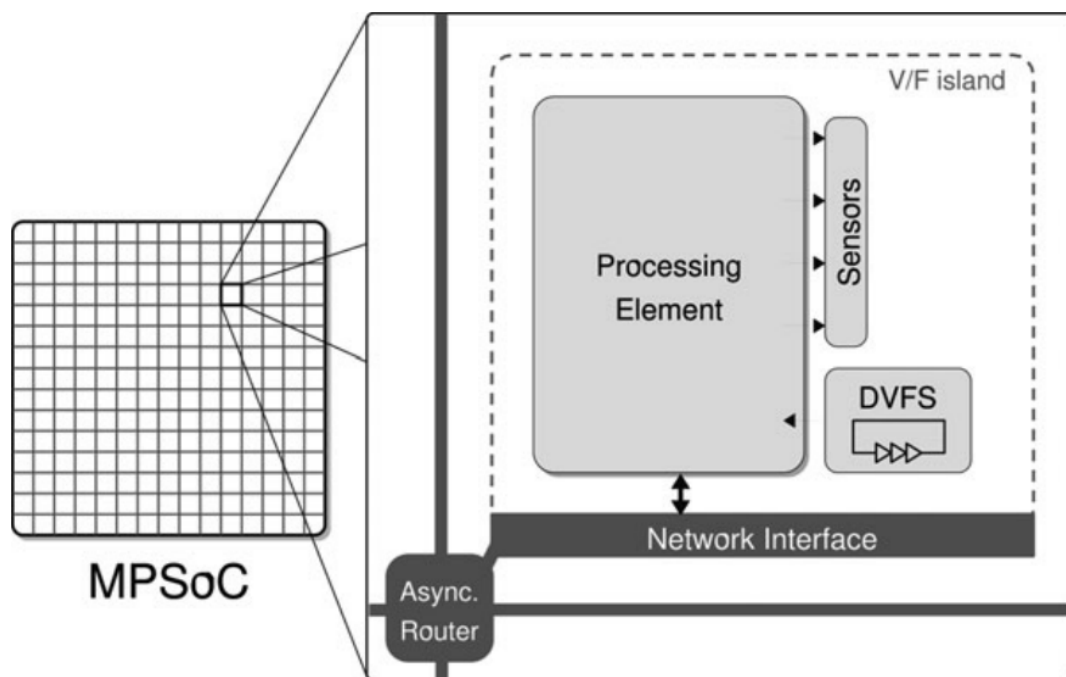 V/F island
Processing
Element
Sensors
DVFS
Network Interface
Async.
Router
MPSoC